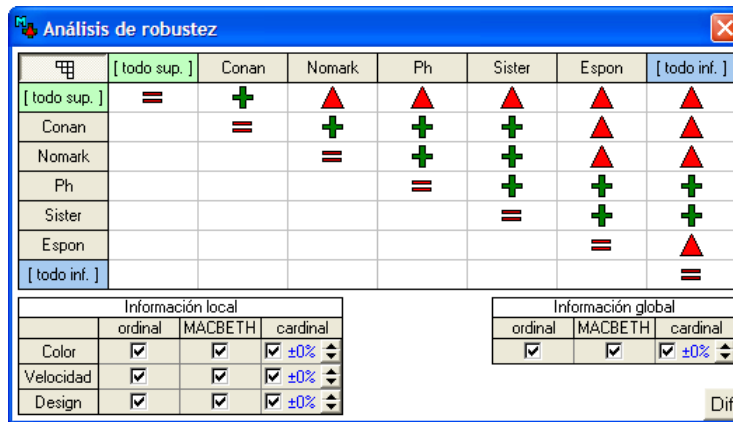 Análisis de robustez
[ todo sup. ] Conan Nomark Ph Sister Espon [ todo inf. ]
[ todo sup. ]
Conan
Nomark
Ph
Sister
Espon
[ todo inf. ]
Información local
ordinal MACBETH cardinal
Color ±0%
Velocidad ±0%
Design ±0%
Información global
ordinal MACBETH cardinal
±0%
Dif